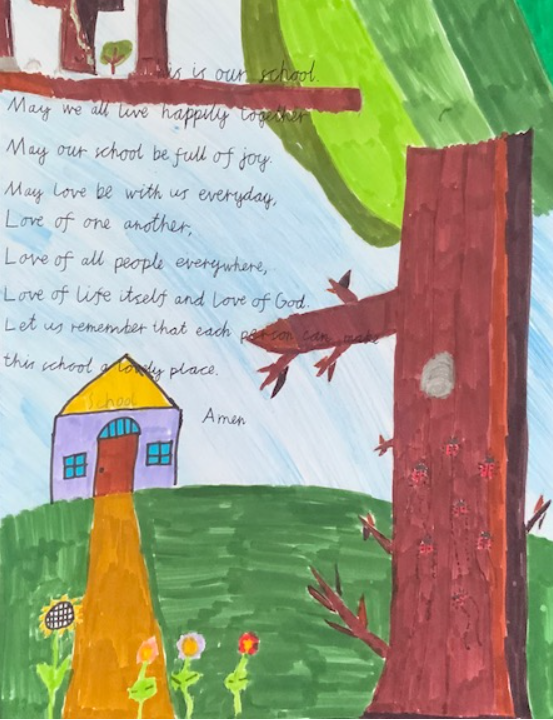 This is our school.
May we all live happily together
May our school be full of joy.
May love be with us everyday,
Love of one another,
Love of all people everywhere,
Love of life itself and love of God.
Let us remember that each person can make
this school a lovely place.
School
Amen